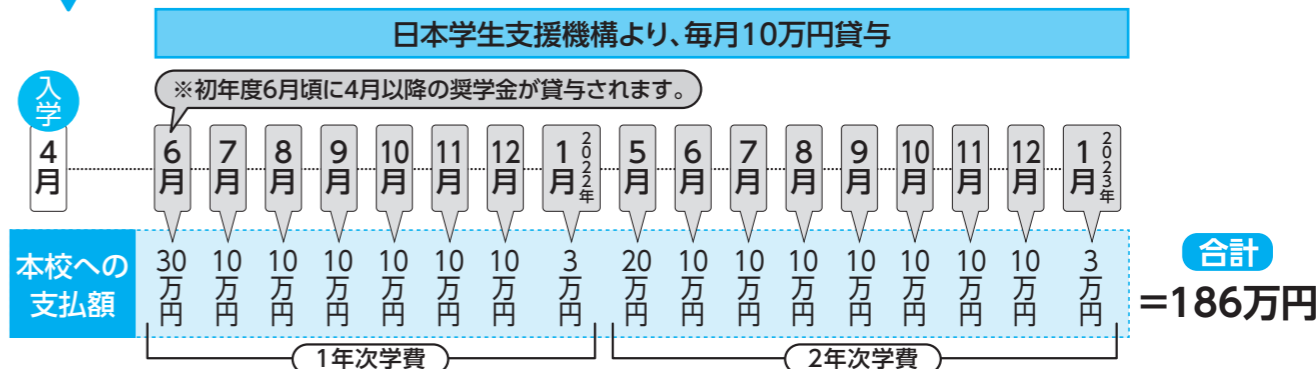 日本学生支援機構より、毎月10万円貸与
※初年度6月頃に4月以降の奨学金が貸与されます。
入学
4月
6月
7月
8月
9月
10月
11月
12月
1月
2022年
5月
6月
7月
8月
9月
10月
11月
12月
1月
2023年
本校への
支払額
30万円
10万円
10万円
10万円
10万円
10万円
10万円
3万円
20万円
10万円
10万円
10万円
10万円
10万円
10万円
10万円
3万円
合計
=186万円
1年次学費
2年次学費